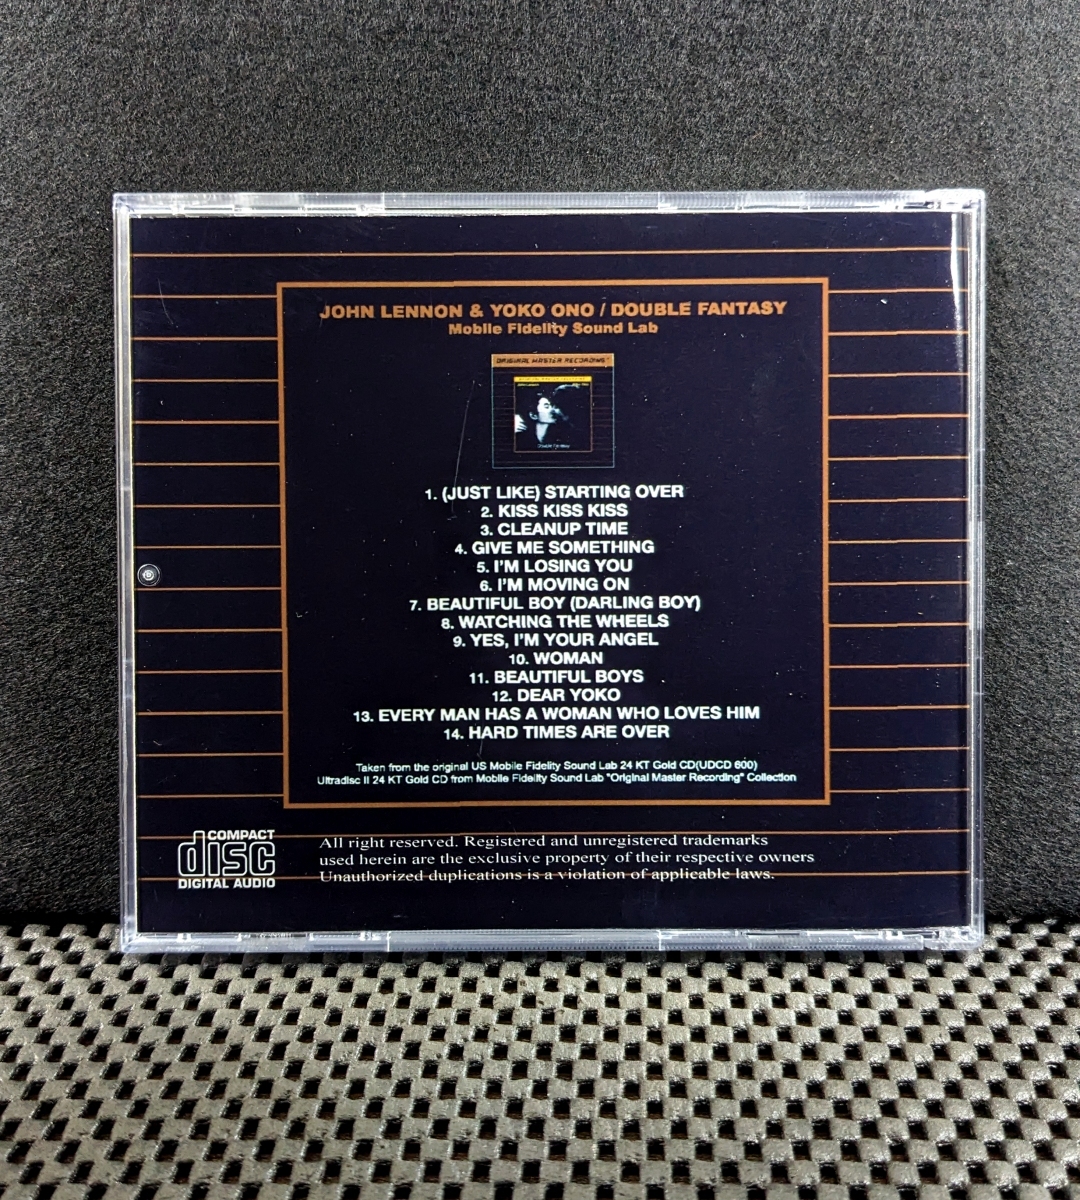 JOHN LENNON & YOKO ONO / DOUBLE FANTASY
Mobile Fidelity Sound Lab
ORIGINAL MASTER RECORDING
1. (JUST LIKE) STARTING OVER
2. KISS KISS KISS
3. CLEANUP TIME
4. GIVE ME SOMETHING
5. I'M LOSING YOU
6. I'M MOVING ON
7. BEAUTIFUL BOY (DARLING BOY)
8. WATCHING THE WHEELS
9. YES, I'M YOUR ANGEL
10. WOMAN
11. BEAUTIFUL BOYS
12. DEAR YOKO
13. EVERY MAN HAS A WOMAN WHO LOVES HIM
14. HARD TIMES ARE OVER
Taken from the original US Mobile Fidelity Sound Lab 24 KT Gold CD(UDCD 600)
Ultradisc II 24 KT Gold CD from Mobile Fidelity Sound Lab "Original Master Recording" Collection
COMPACT
disc
DIGITAL AUDIO
All right reserved. Registered and unregistered trademarks
used herein are the exclusive property of their respective owners
Unauthorized duplications is a violation of applicable laws.